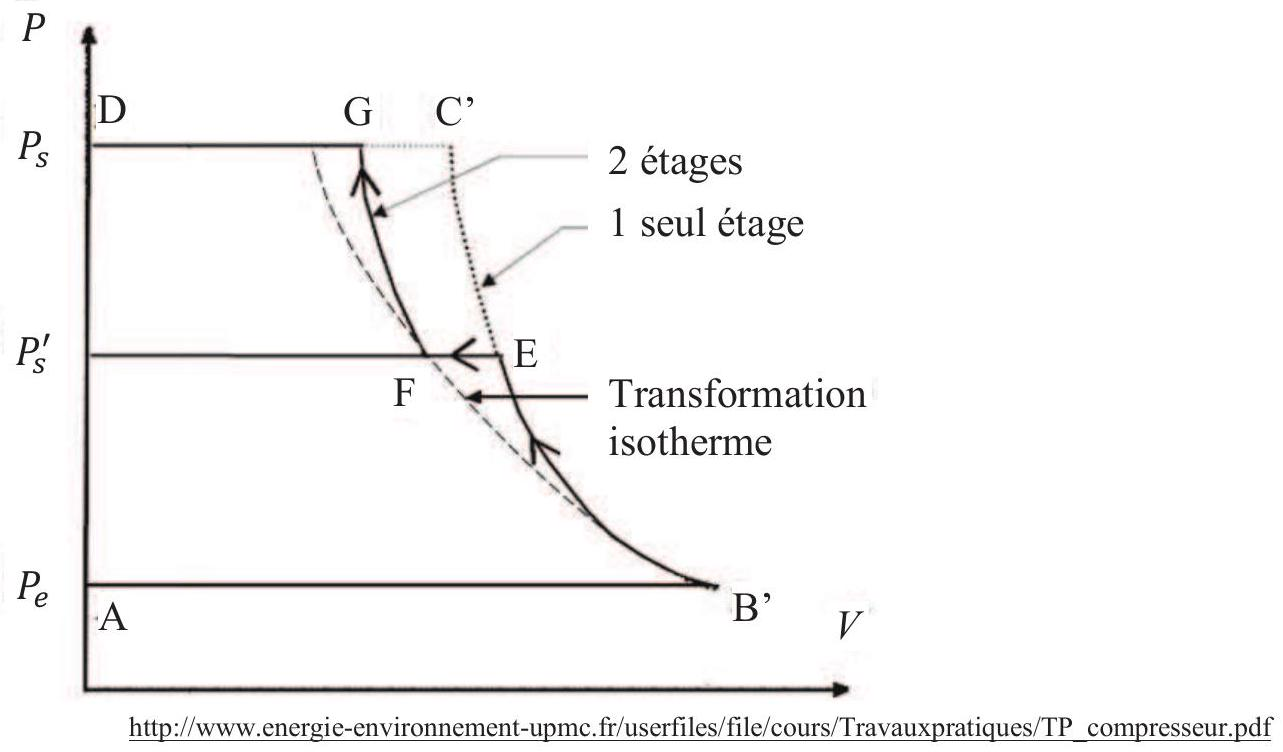 P
D
G
C’
Pₛ
2 étages
1 seul étage
Pₛ′
E
F
Transformation
isotherme
Pₑ
A
B’
V
http://www.energie-environnement-upmc.fr/userfiles/file/cours/Travauxpratiques/TP_compresseur.pdf